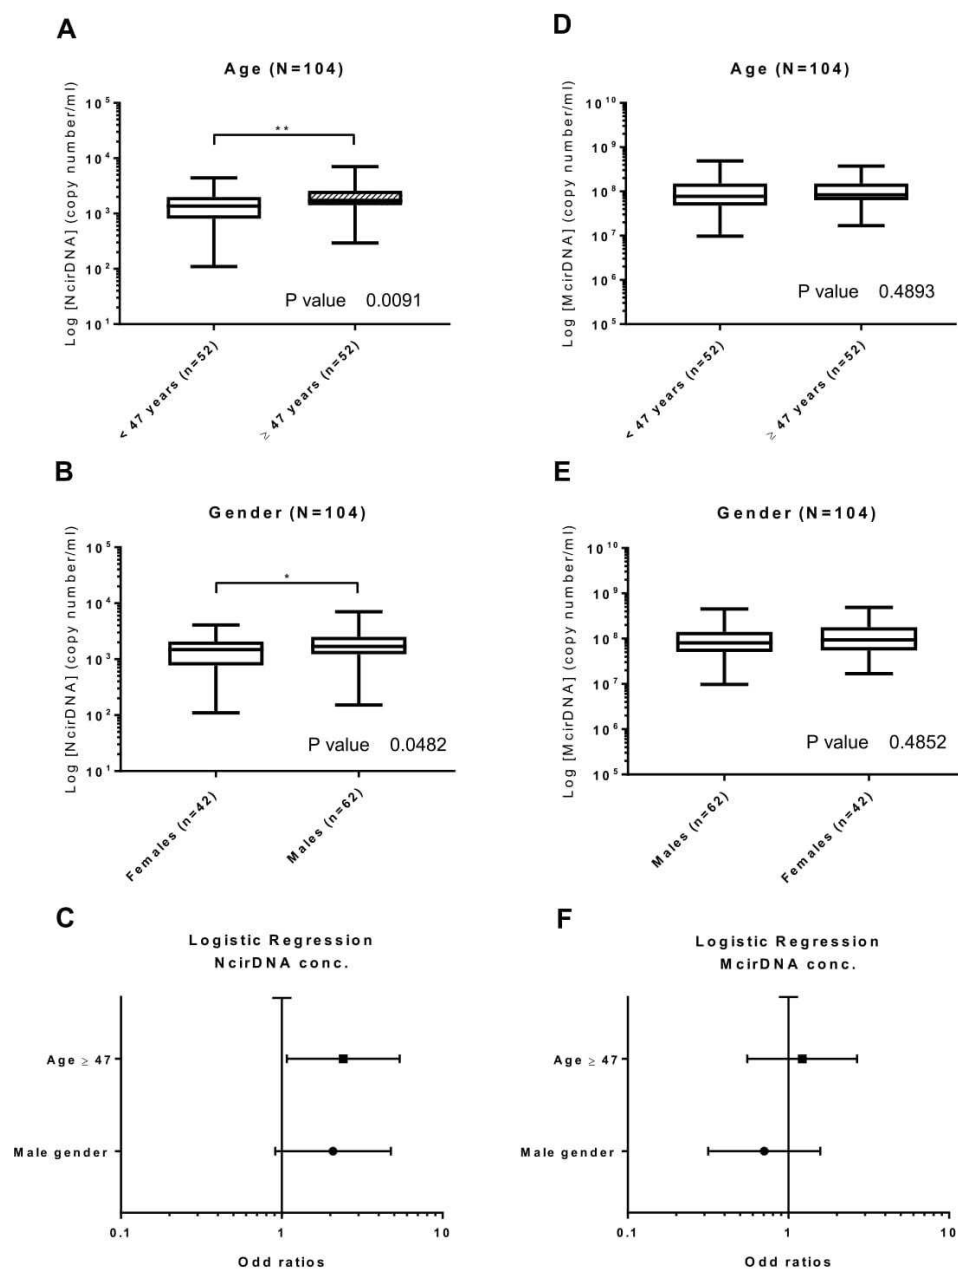 A
Age (N=104)
Log [NcirDNA] (copy number/ml)
10^5
10^4
10^3
10^2
10^1
**
P value 0.0091
< 47 years (n=52)
≥ 47 years (n=52)
D
Age (N=104)
Log [McirDNA] (copy number/ml)
10^10
10^9
10^8
10^7
10^6
10^5
P value 0.4893
< 47 years (n=52)
≥ 47 years (n=52)
B
Gender (N=104)
Log [NcirDNA] (copy number/ml)
10^5
10^4
10^3
10^2
10^1
*
P value 0.0482
Females (n=42)
Males (n=62)
E
Gender (N=104)
Log [McirDNA] (copy number/ml)
10^10
10^9
10^8
10^7
10^6
10^5
P value 0.4852
Males (n=62)
Females (n=42)
C
Logistic Regression
NcirDNA conc.
Age ≥ 47
Male gender
0.1 1 10
Odd ratios
F
Logistic Regression
McirDNA conc.
Age ≥ 47
Male gender
0.1 1 10
Odd ratios